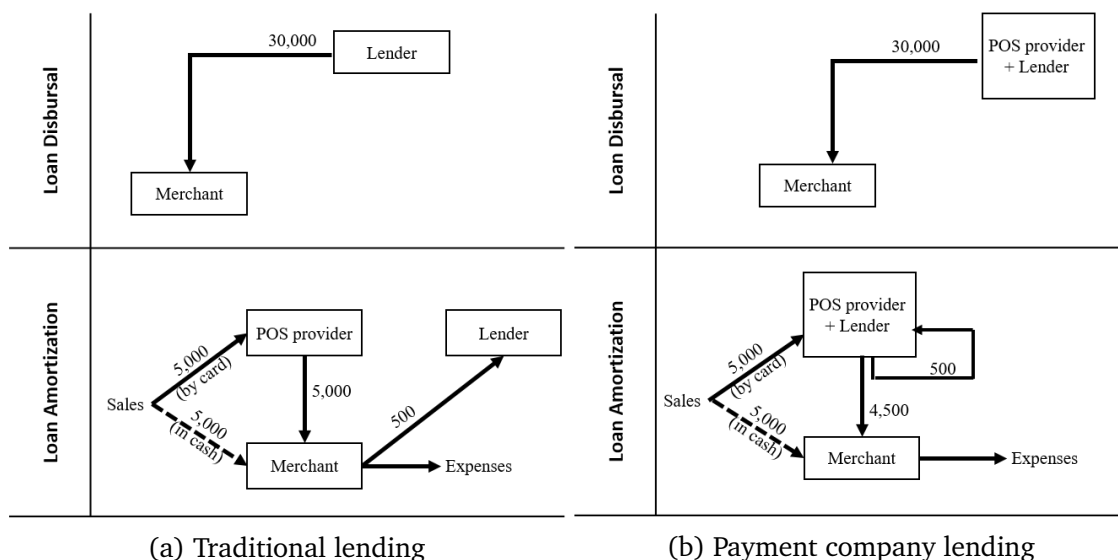 Loan Disbursal
30,000
Lender
Merchant
Loan Amortization
POS provider
Lender
5,000
(by card)
5,000
500
Sales
5,000
(in cash)
Merchant
Expenses
(a) Traditional lending
Loan Disbursal
30,000
POS provider
+ Lender
Merchant
Loan Amortization
POS provider
+ Lender
5,000
(by card)
500
4,500
Sales
5,000
(in cash)
Merchant
Expenses
(b) Payment company lending